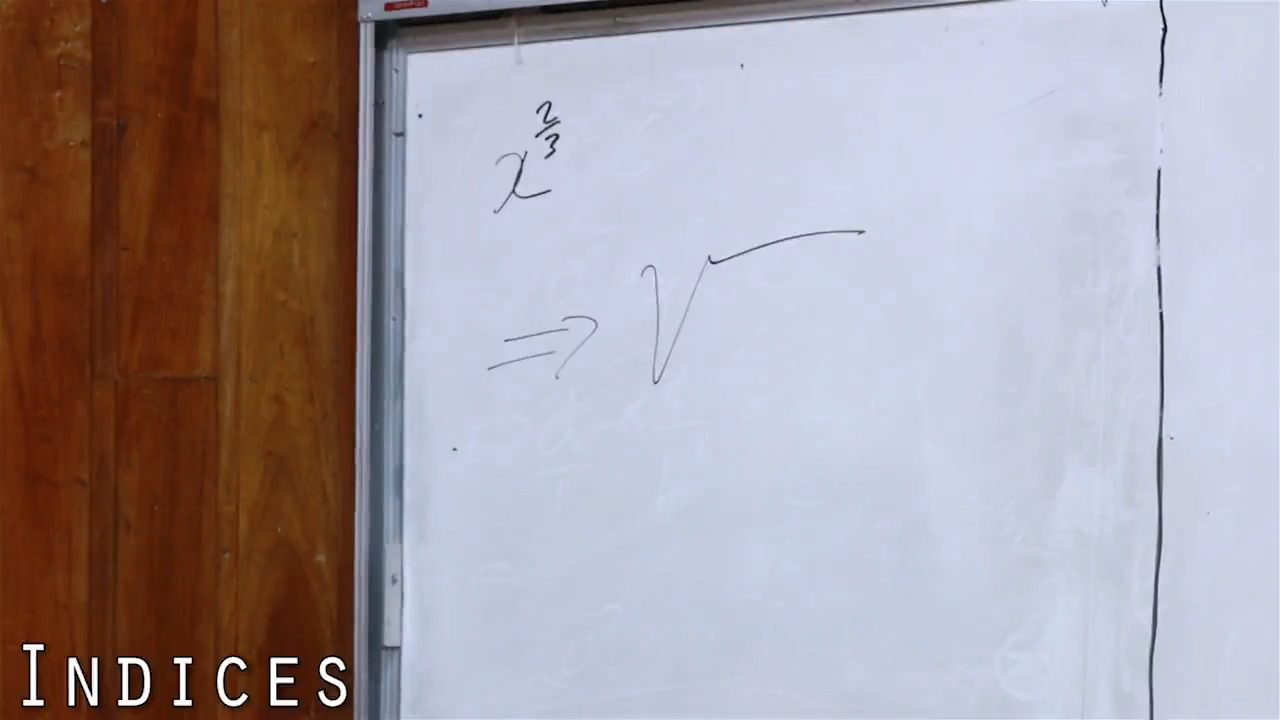 x^{2/3}
⇒ √
INDICES